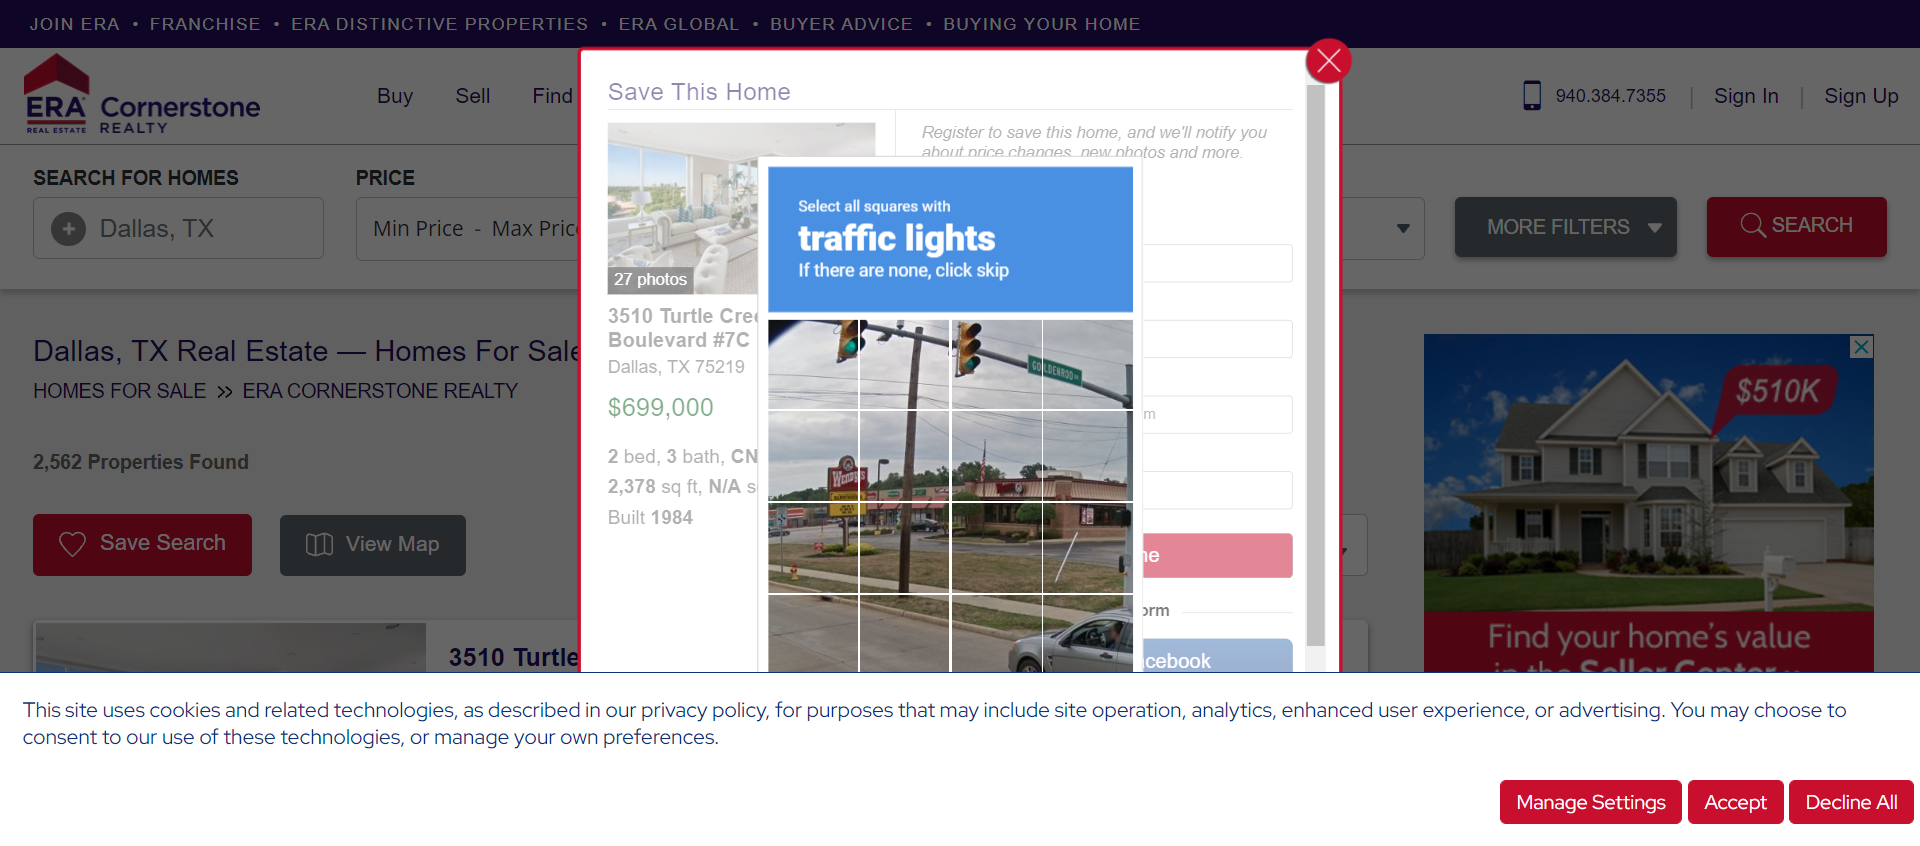 JOIN ERA • FRANCHISE • ERA DISTINCTIVE PROPERTIES • ERA GLOBAL • BUYER ADVICE • BUYING YOUR HOME
ERA
REAL ESTATE
Cornerstone
REALTY
Buy
Sell
Find
940.384.7355
Sign In
Sign Up
SEARCH FOR HOMES
Dallas, TX
PRICE
Min Price - Max Pric
MORE FILTERS
SEARCH
Dallas, TX Real Estate — Homes For Sale
HOMES FOR SALE » ERA CORNERSTONE REALTY
2,562 Properties Found
Save Search
View Map
3510 Turtle
Save This Home
27 photos
3510 Turtle Cree
Boulevard #7C
Dallas, TX 75219
$699,000
2 bed, 3 bath, CN
2,378 sq ft, N/A s
Built 1984
Register to save this home, and we'll notify you
about price changes, new photos and more.
Select all squares with
traffic lights
If there are none, click skip
GOLDENROD
WENDY'S
m
ne
orm
acebook
$510K
Find your home's value
in the Seller Center
This site uses cookies and related technologies, as described in our privacy policy, for purposes that may include site operation, analytics, enhanced user experience, or advertising. You may choose to
consent to our use of these technologies, or manage your own preferences.
Manage Settings
Accept
Decline All